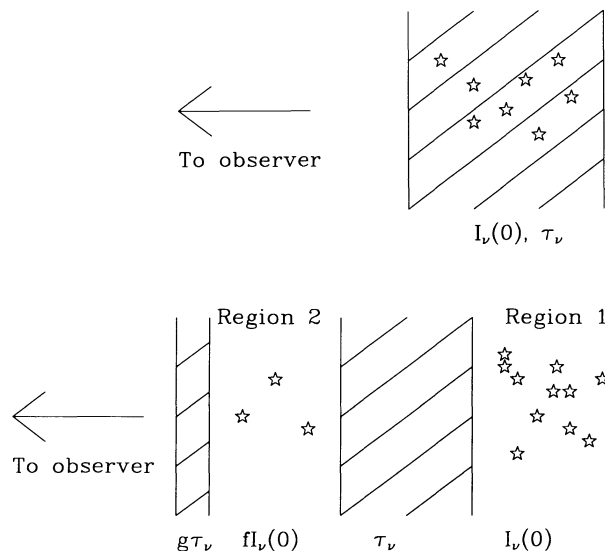 To observer
I_ν(0), τ_ν
Region 2
Region 1
To observer
gτ_ν
fI_ν(0)
τ_ν
I_ν(0)